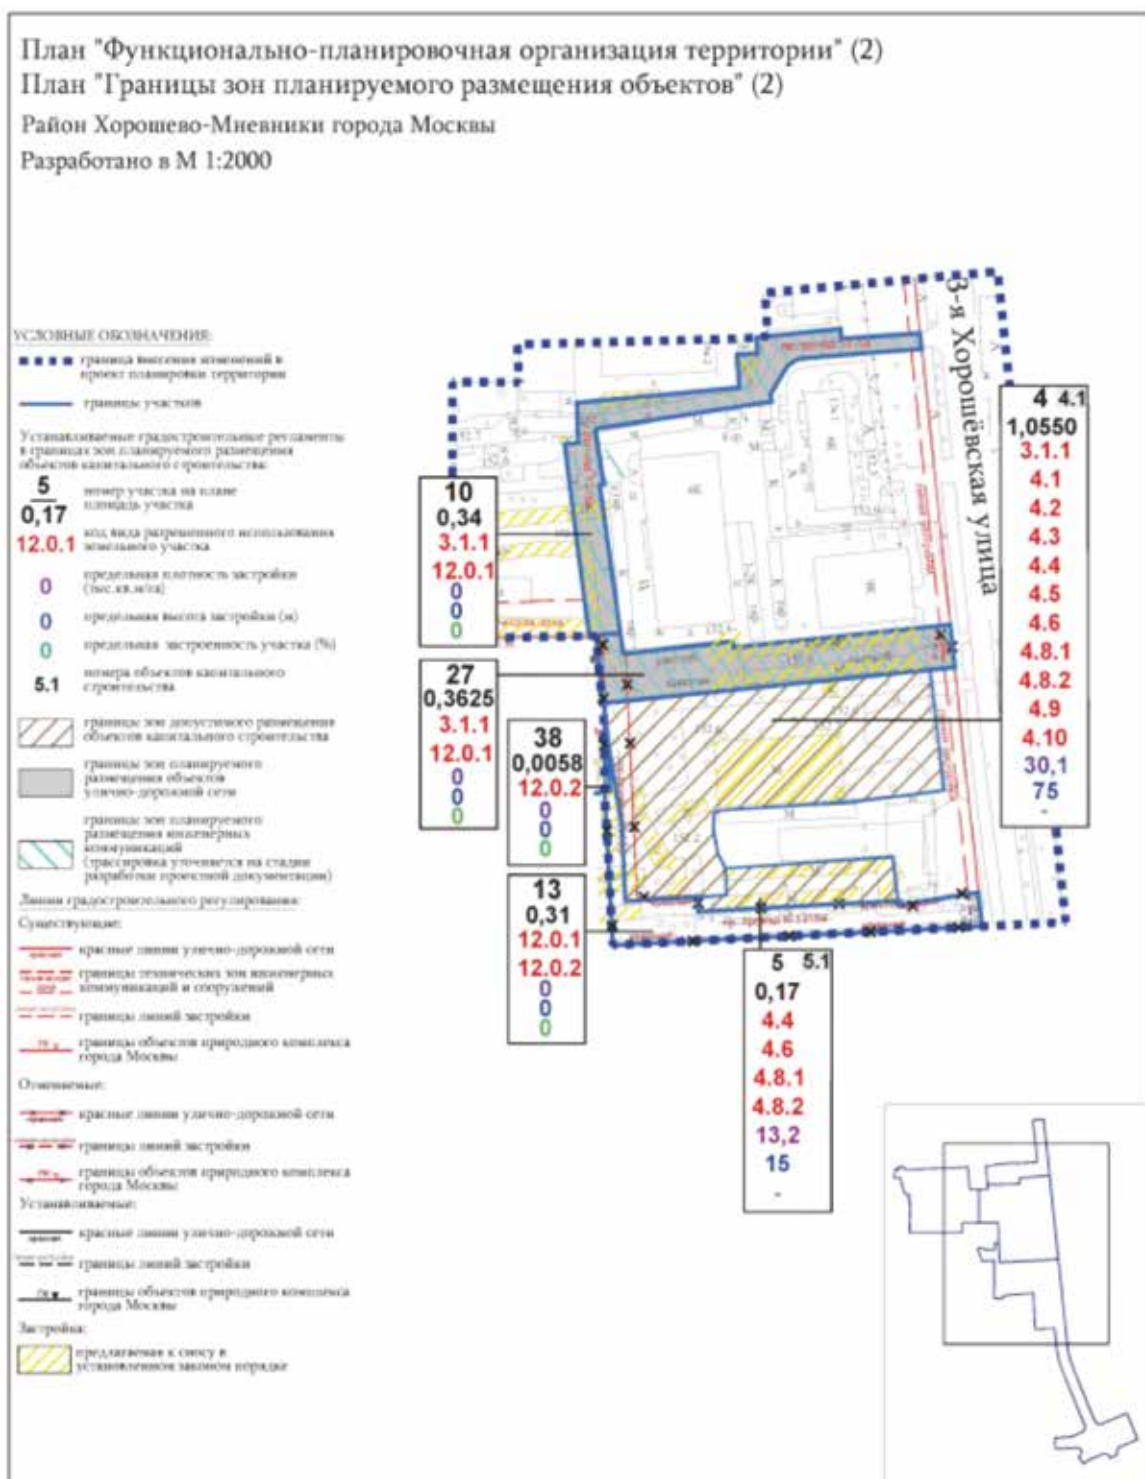 План "Функционально-планировочная организация территории" (2)
План "Границы зон планируемого размещения объектов" (2)
Район Хорошево-Мневники города Москвы
Разработано в М 1:2000
УСЛОВНЫЕ ОБОЗНАЧЕНИЯ:
граница внесения изменений в
проект планировки территории
границы участков
Устанавливаемые градостроительные регламенты
в границах зон планируемого размещения
объектов капитального строительства:
5
0,17
номер участка на плане
площадь участка
12.0.1
код вида разрешенного использования
земельного участка
0
предельная плотность застройки
(тыс.кв.м/га)
0
предельная высота застройки (м)
0
предельная застроенность участка (%)
5.1
номера объектов капитального
строительства
границы зон допустимого размещения
объектов капитального строительства
границы зон планируемого
размещения объектов
улично-дорожной сети
границы зон планируемого
размещения инженерных
коммуникаций
(трассировка уточняется на стадии
разработки проектной документации)
Линии градостроительного регулирования:
Существующие:
красные линии улично-дорожной сети
границы технических зон инженерных
коммуникаций и сооружений
границы линий застройки
границы объектов природного комплекса
города Москвы
Отменяемые:
красные линии улично-дорожной сети
границы линий застройки
границы объектов природного комплекса
города Москвы
Устанавливаемые:
красные линии улично-дорожной сети
границы линий застройки
границы объектов природного комплекса
города Москвы
Застройка:
предлагаемая к сносу в
установленном законом порядке
3-я Хорошёвская улица
10
0,34
3.1.1
12.0.1
0
0
0
27
0,3625
3.1.1
12.0.1
0
0
0
38
0,0058
12.0.2
0
0
0
13
0,31
12.0.1
12.0.2
0
0
0
5 5.1
0,17
4.4
4.6
4.8.1
4.8.2
13,2
15
-
4 4.1
1,0550
3.1.1
4.1
4.2
4.3
4.4
4.5
4.6
4.8.1
4.8.2
4.9
4.10
30,1
75
-